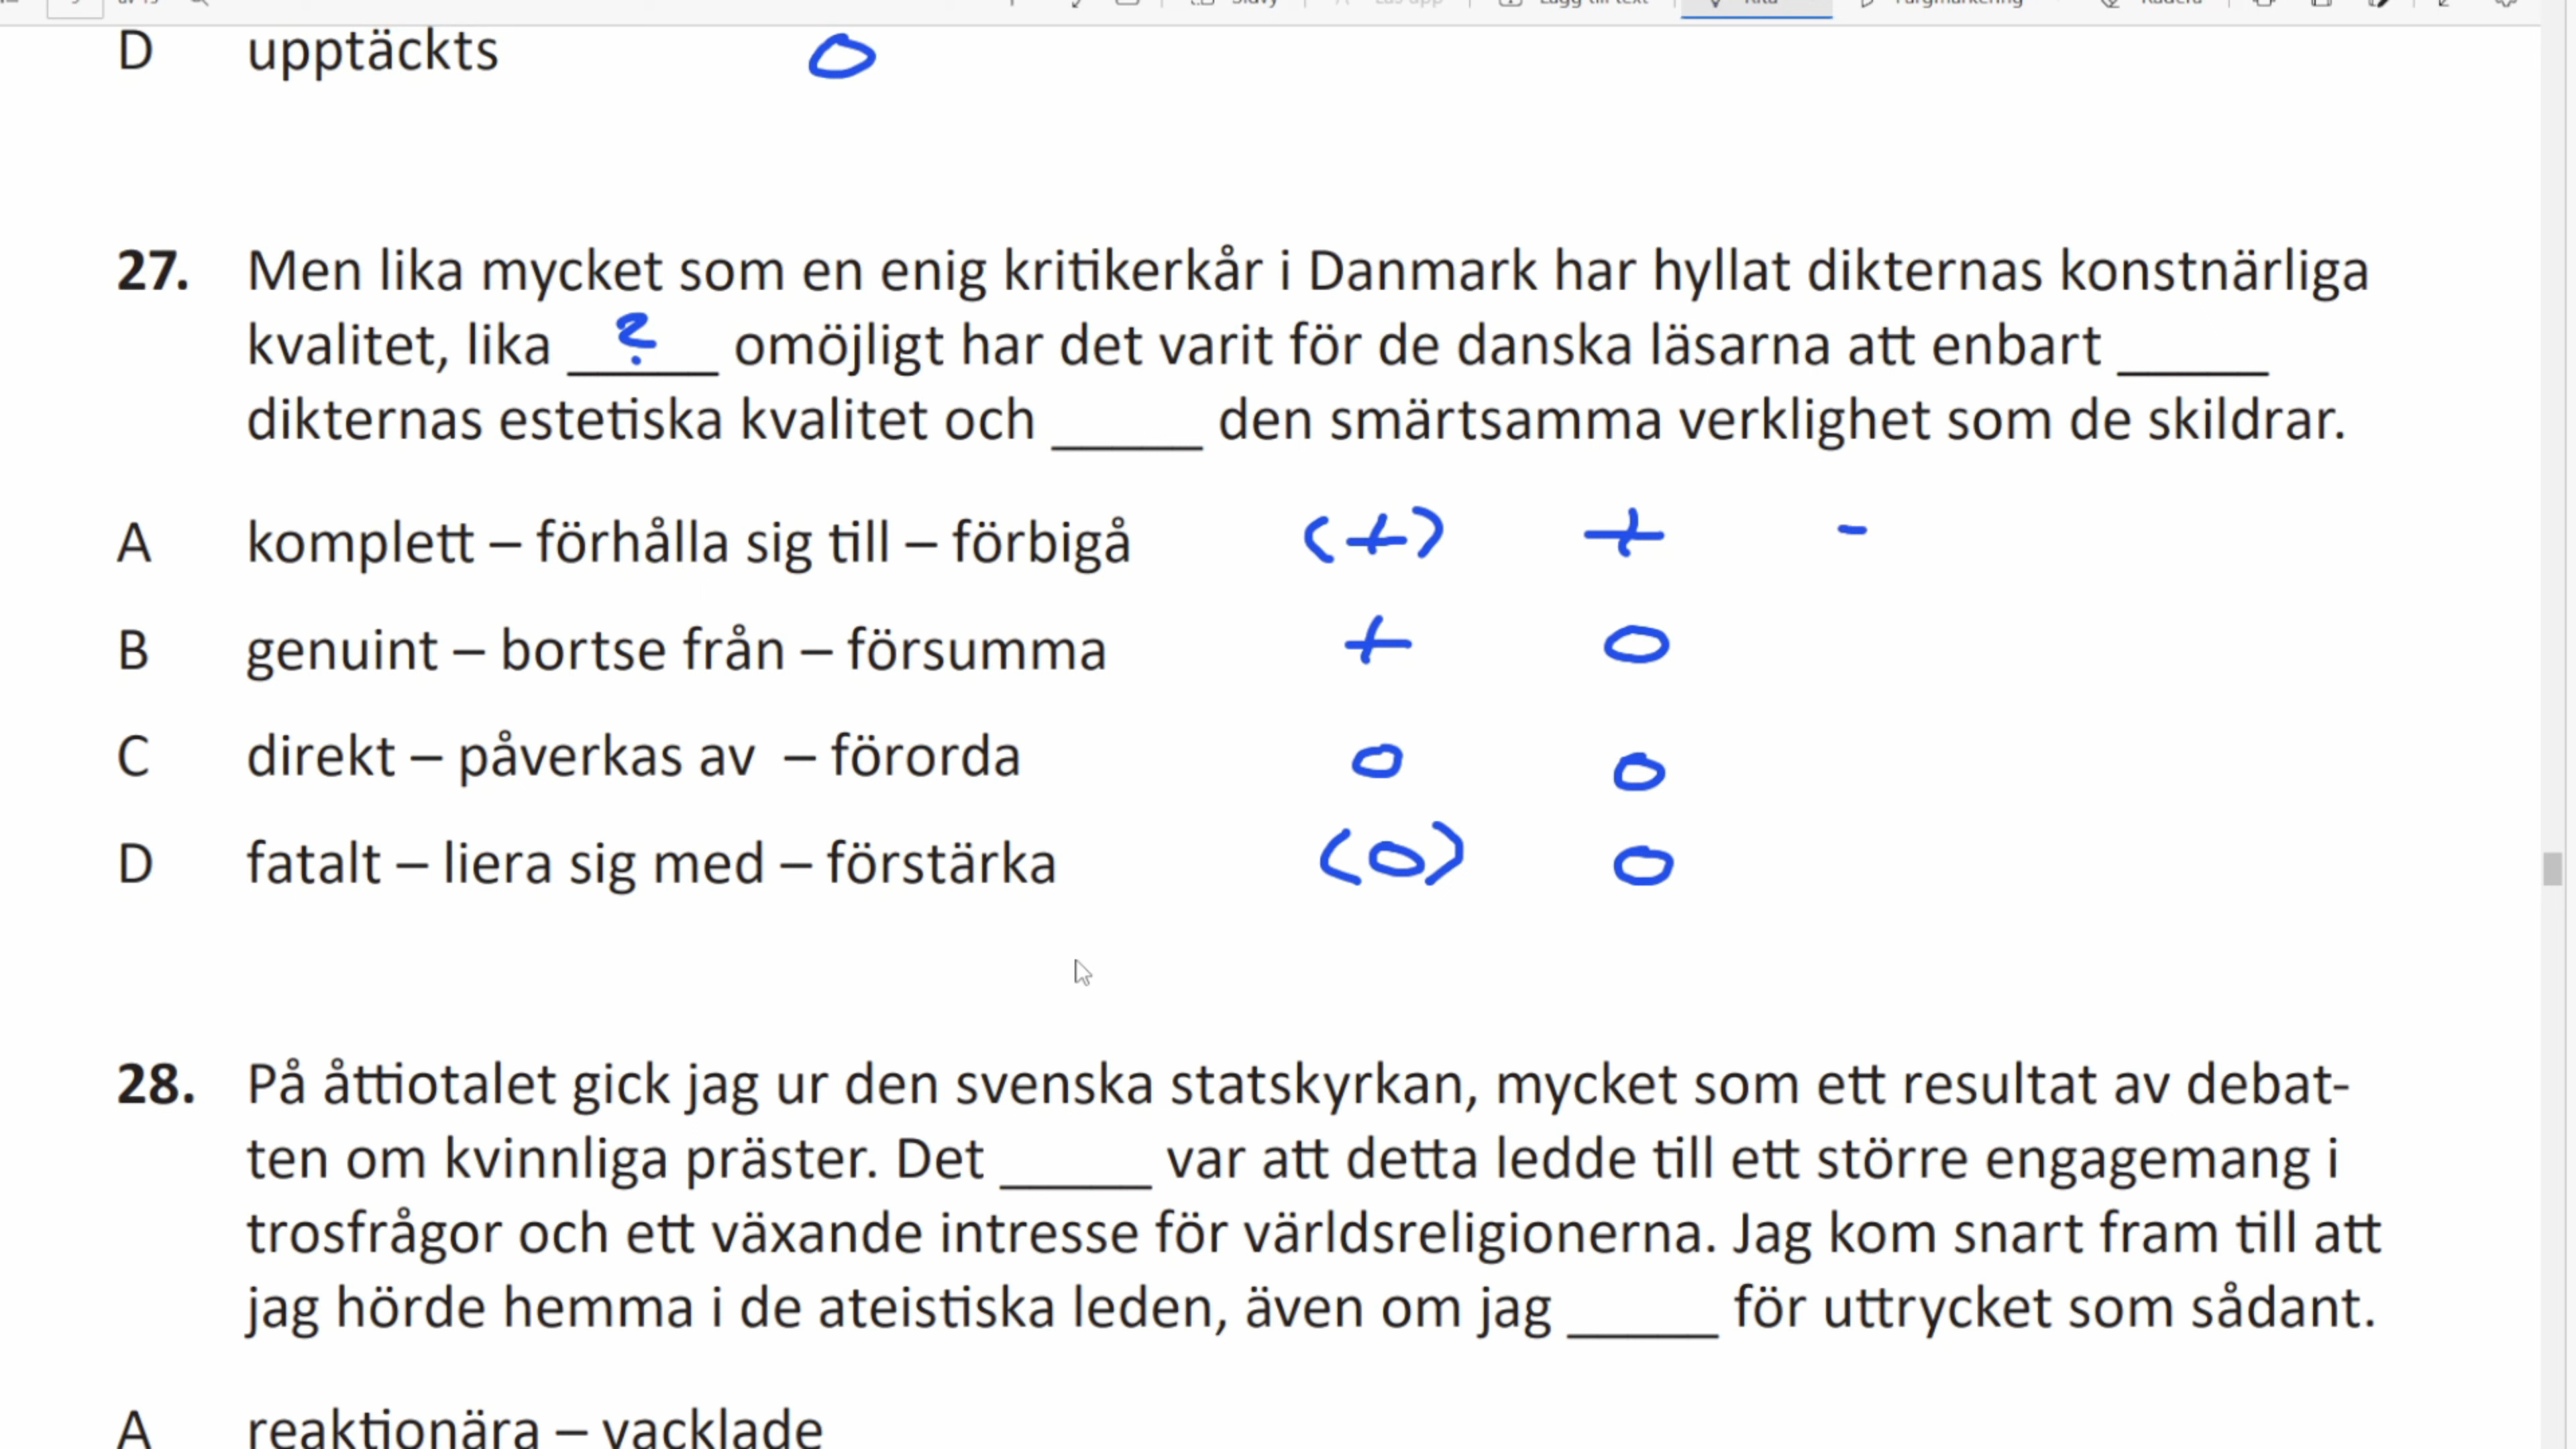 D upptäckts O
27. Men lika mycket som en enig kritikerkår i Danmark har hyllat dikternas konstnärliga
kvalitet, lika __?__ omöjligt har det varit för de danska läsarna att enbart _____
dikternas estetiska kvalitet och _____ den smärtsamma verklighet som de skildrar.
A komplett – förhålla sig till – förbigå (+) + -
B genuint – bortse från – försumma + O
C direkt – påverkas av – förorda O O
D fatalt – liera sig med – förstärka (O) O
28. På åttiotalet gick jag ur den svenska statskyrkan, mycket som ett resultat av debat-
ten om kvinnliga präster. Det _____ var att detta ledde till ett större engagemang i
trosfrågor och ett växande intresse för världsreligionerna. Jag kom snart fram till att
jag hörde hemma i de ateistiska leden, även om jag _____ för uttrycket som sådant.
A reaktionära – vacklade